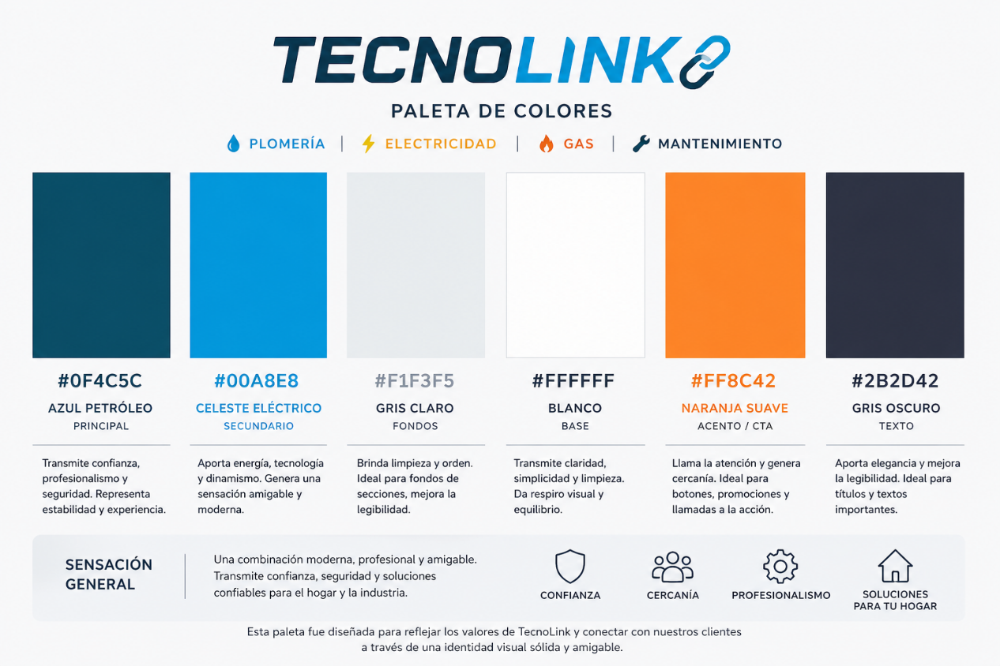 TECNOLINK
PALETA DE COLORES
PLOMERÍA | ELECTRICIDAD | GAS | MANTENIMIENTO
#0F4C5C
AZUL PETRÓLEO
PRINCIPAL
Transmite confianza,
profesionalismo y
seguridad. Representa
estabilidad y experiencia.
#00A8E8
CELESTE ELÉCTRICO
SECUNDARIO
Aporta energía, tecnología
y dinamismo. Genera una
sensación amigable y
moderna.
#F1F3F5
GRIS CLARO
FONDOS
Brinda limpieza y orden.
Ideal para fondos de
secciones, mejora la
legibilidad.
#FFFFFF
BLANCO
BASE
Transmite claridad,
simplicidad y limpieza.
Da respiro visual y
equilibrio.
#FF8C42
NARANJA SUAVE
ACENTO / CTA
Llama la atención y genera
cercanía. Ideal para
botones, promociones y
llamadas a la acción.
#2B2D42
GRIS OSCURO
TEXTO
Aporta elegancia y mejora
la legibilidad. Ideal para
títulos y textos
importantes.
SENSACIÓN
GENERAL
Una combinación moderna, profesional y amigable.
Transmite confianza, seguridad y soluciones
confiables para el hogar y la industria.
CONFIANZA
CERCANÍA
PROFESIONALISMO
SOLUCIONES
PARA TU HOGAR
Esta paleta fue diseñada para reflejar los valores de TecnoLink y conectar con nuestros clientes
a través de una identidad visual sólida y amigable.